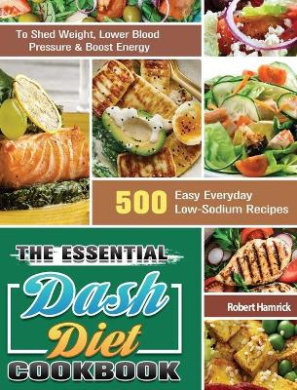 To Shed Weight, Lower Blood
Pressure & Boost Energy
500 Easy Everyday
Low-Sodium Recipes
THE ESSENTIAL
Dash
Diet
COOKBOOK
Robert Hamrick